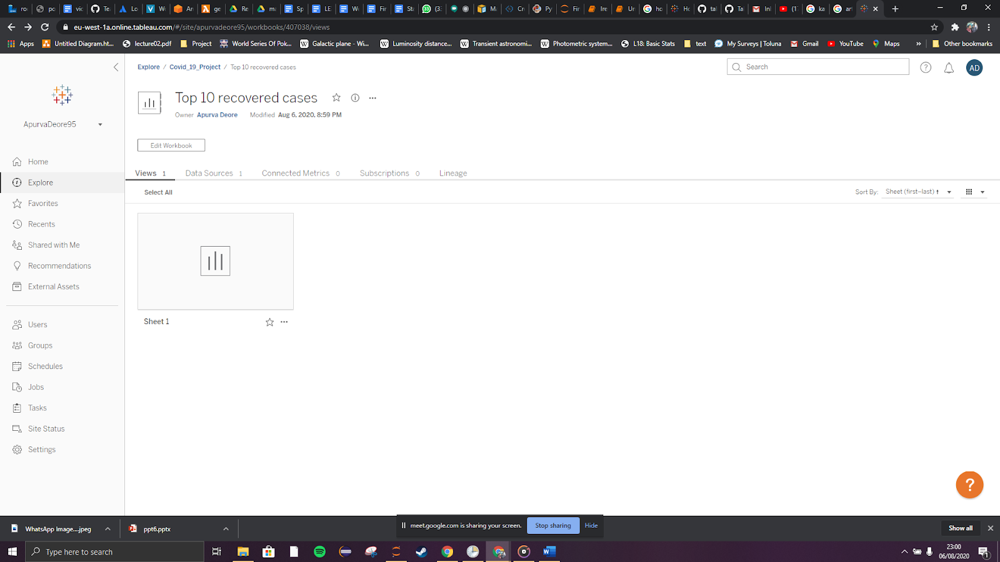 ro
po
vic
Te
Lo
W
An
ge
Re
m
Sp
LE
W
Fir
St
(3
M
Cr
Py
Fir
Ire
Ur
ho
Ho
tal
Ta
Inl
(1
ka
ar
eu-west-1a.online.tableau.com/#/site/apurvadeore95/workbooks/407038/views
Apps
Untitled Diagram.ht...
lecture02.pdf
Project
World Series Of Pok...
Galactic plane - Wi...
Luminosity distance...
Transient astronomi...
Photometric system...
L18: Basic Stats
text
My Surveys | Toluna
Gmail
YouTube
Maps
»
Other bookmarks
Explore / Covid_19_Project / Top 10 recovered cases
Search
AD
Top 10 recovered cases
Owner Apurva Deore Modified Aug 6, 2020, 8:59 PM
ApurvaDeore95
Edit Workbook
Home
Explore
Favorites
Recents
Shared with Me
Recommendations
External Assets
Users
Groups
Schedules
Jobs
Tasks
Site Status
Settings
Views 1
Data Sources 1
Connected Metrics 0
Subscriptions 0
Lineage
Select All
Sort By: Sheet (first–last) ↑
Sheet 1
?
WhatsApp Image....jpeg
ppt6.pptx
meet.google.com is sharing your screen.
Stop sharing
Hide
Show all
Type here to search
23:00
06/08/2020
1